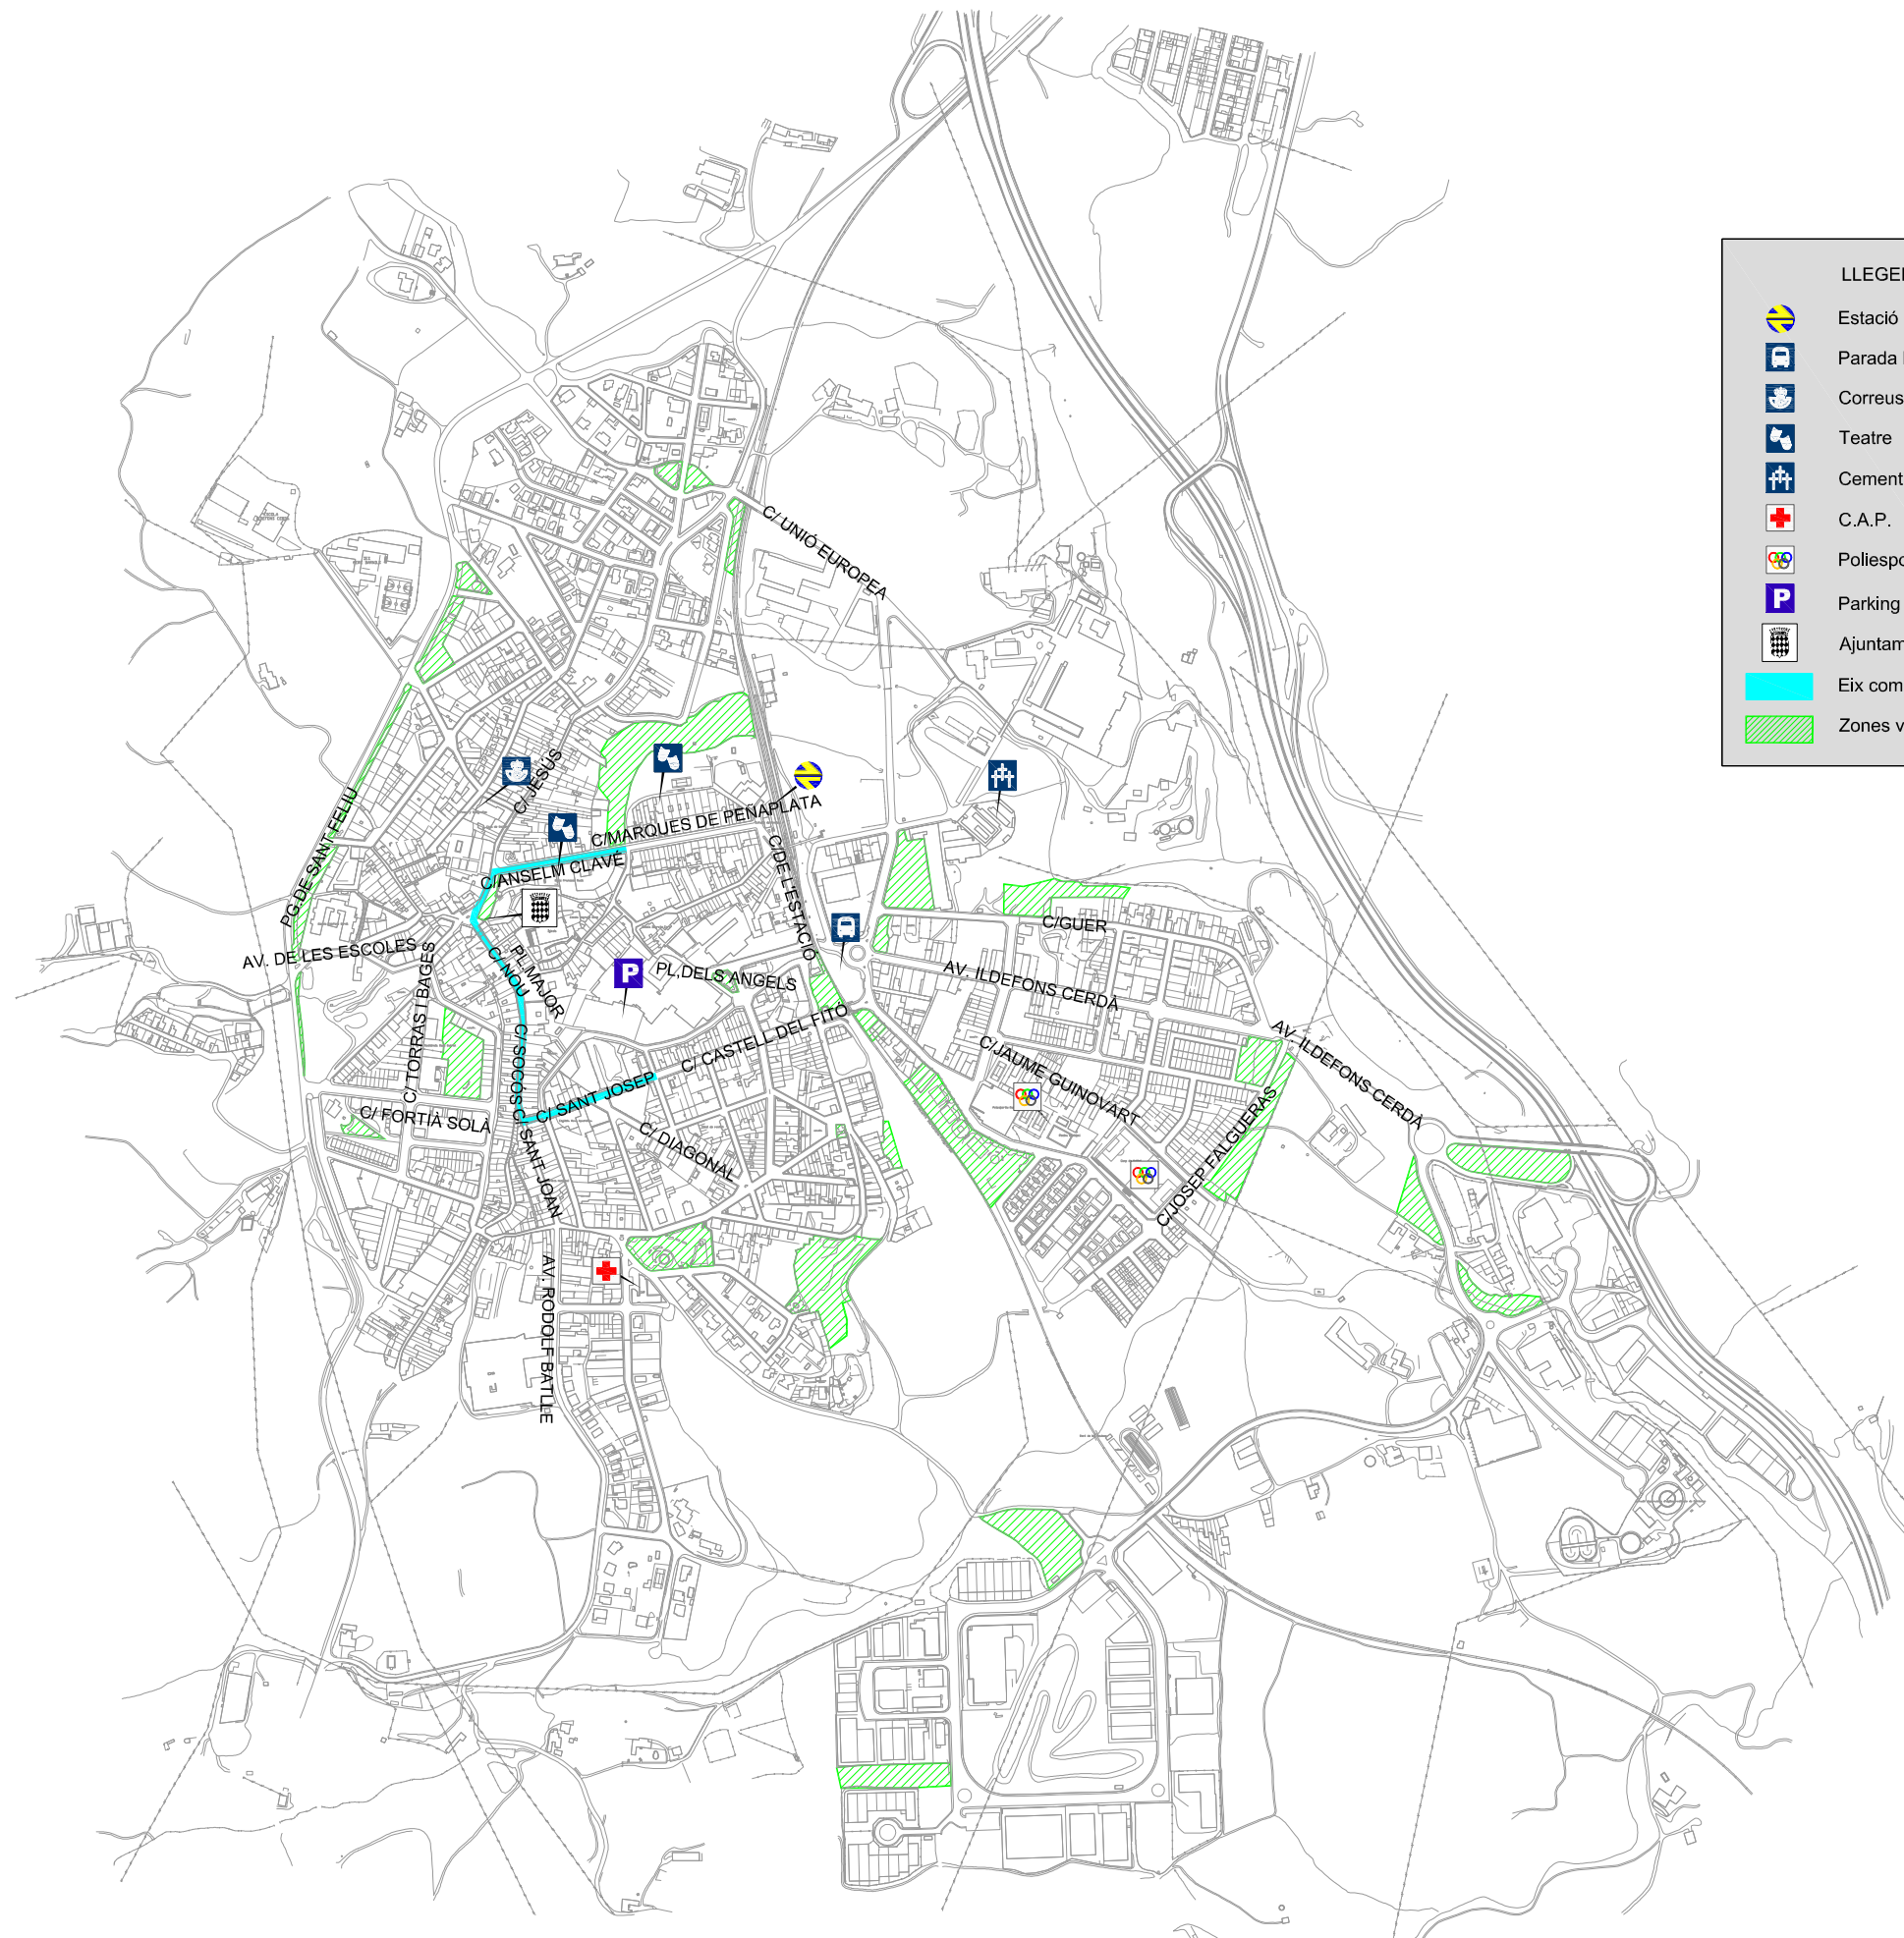 LLEGE
Estació
Parada
Correus
Teatre
Cement
C.A.P.
Poliespo
P
Parking
Ajuntam
Eix com
Zones v
C/ UNIÓ EUROPEA
C/ JESÚS
C/MARQUES DE PEÑAPLATA
PG.DE SANT FELIU
C/ANSELM CLAVÉ
C/DE L'ESTACIÓ
C/GUER
AV. DE LES ESCOLES
C/ NOU
PL.MAJOR
P
PL.DELS ANGELS
AV. ILDEFONS CERDÀ
C/ TORRAS I BAGES
C/ SOCÓS
C/ CASTELL DEL FITÓ
AV. ILDEFONS CERDÀ
C/JAUME GUINOVART
C/ SANT JOSEP
C/ FORTIÀ SOLÀ
C/ SANT JOAN
C/ DIAGONAL
C/JOSEP FALGUERAS
AV. RODOLF BATLLE